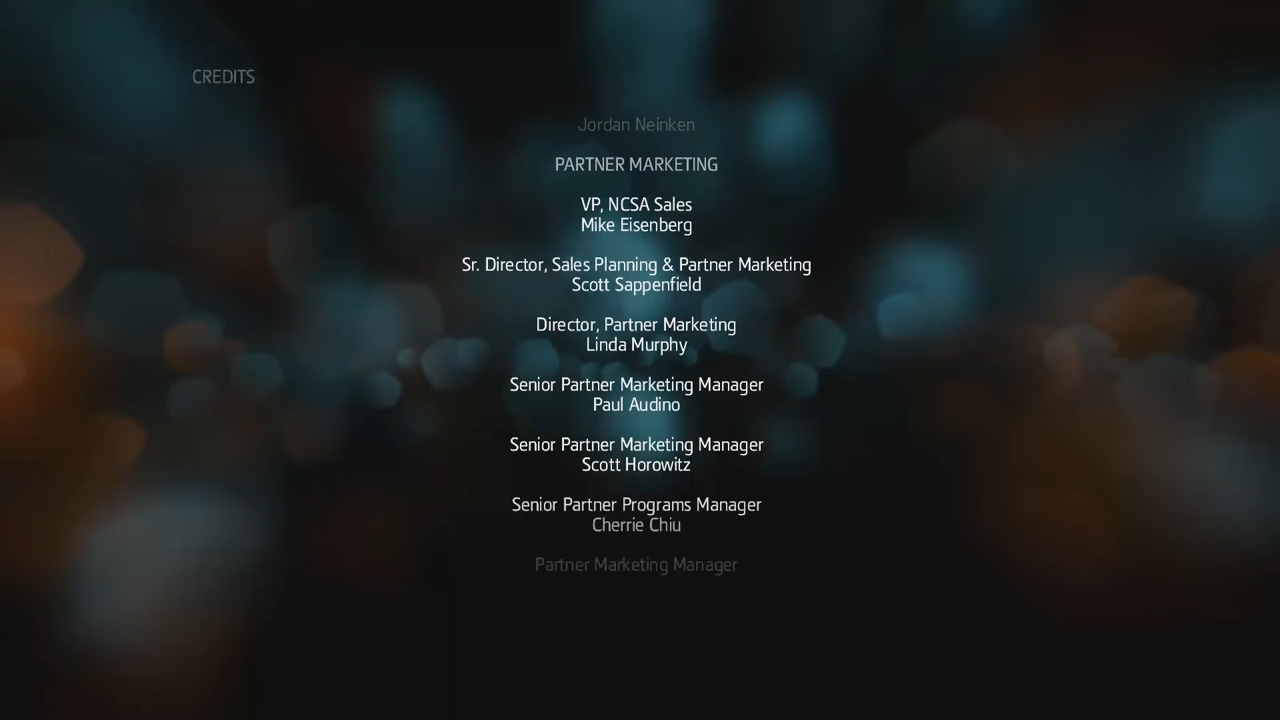 CREDITS
Jordan Neinken
PARTNER MARKETING
VP, NCSA Sales
Mike Eisenberg
Sr. Director, Sales Planning & Partner Marketing
Scott Sappenfield
Director, Partner Marketing
Linda Murphy
Senior Partner Marketing Manager
Paul Audino
Senior Partner Marketing Manager
Scott Horowitz
Senior Partner Programs Manager
Cherrie Chiu
Partner Marketing Manager